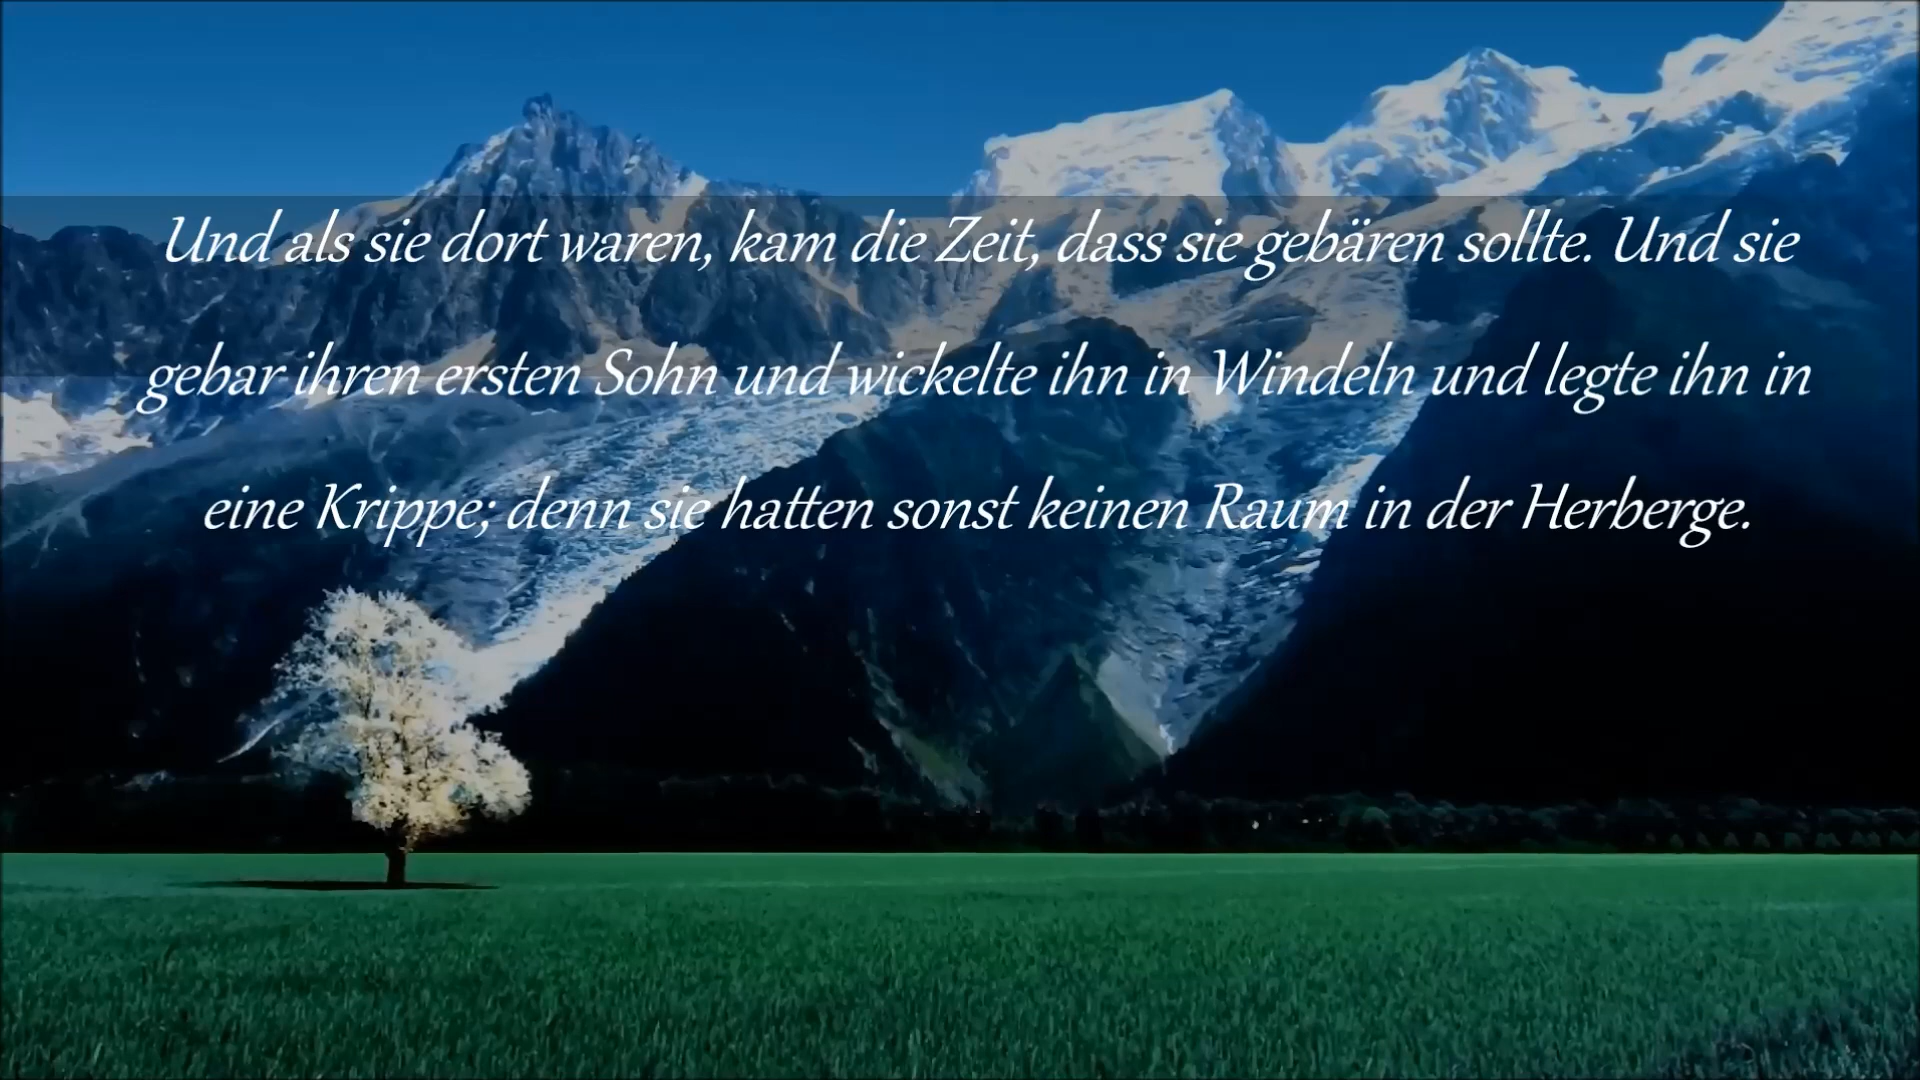 Und als sie dort waren, kam die Zeit, dass sie gebären sollte. Und sie
gebar ihren ersten Sohn und wickelte ihn in Windeln und legte ihn in
eine Krippe; denn sie hatten sonst keinen Raum in der Herberge.